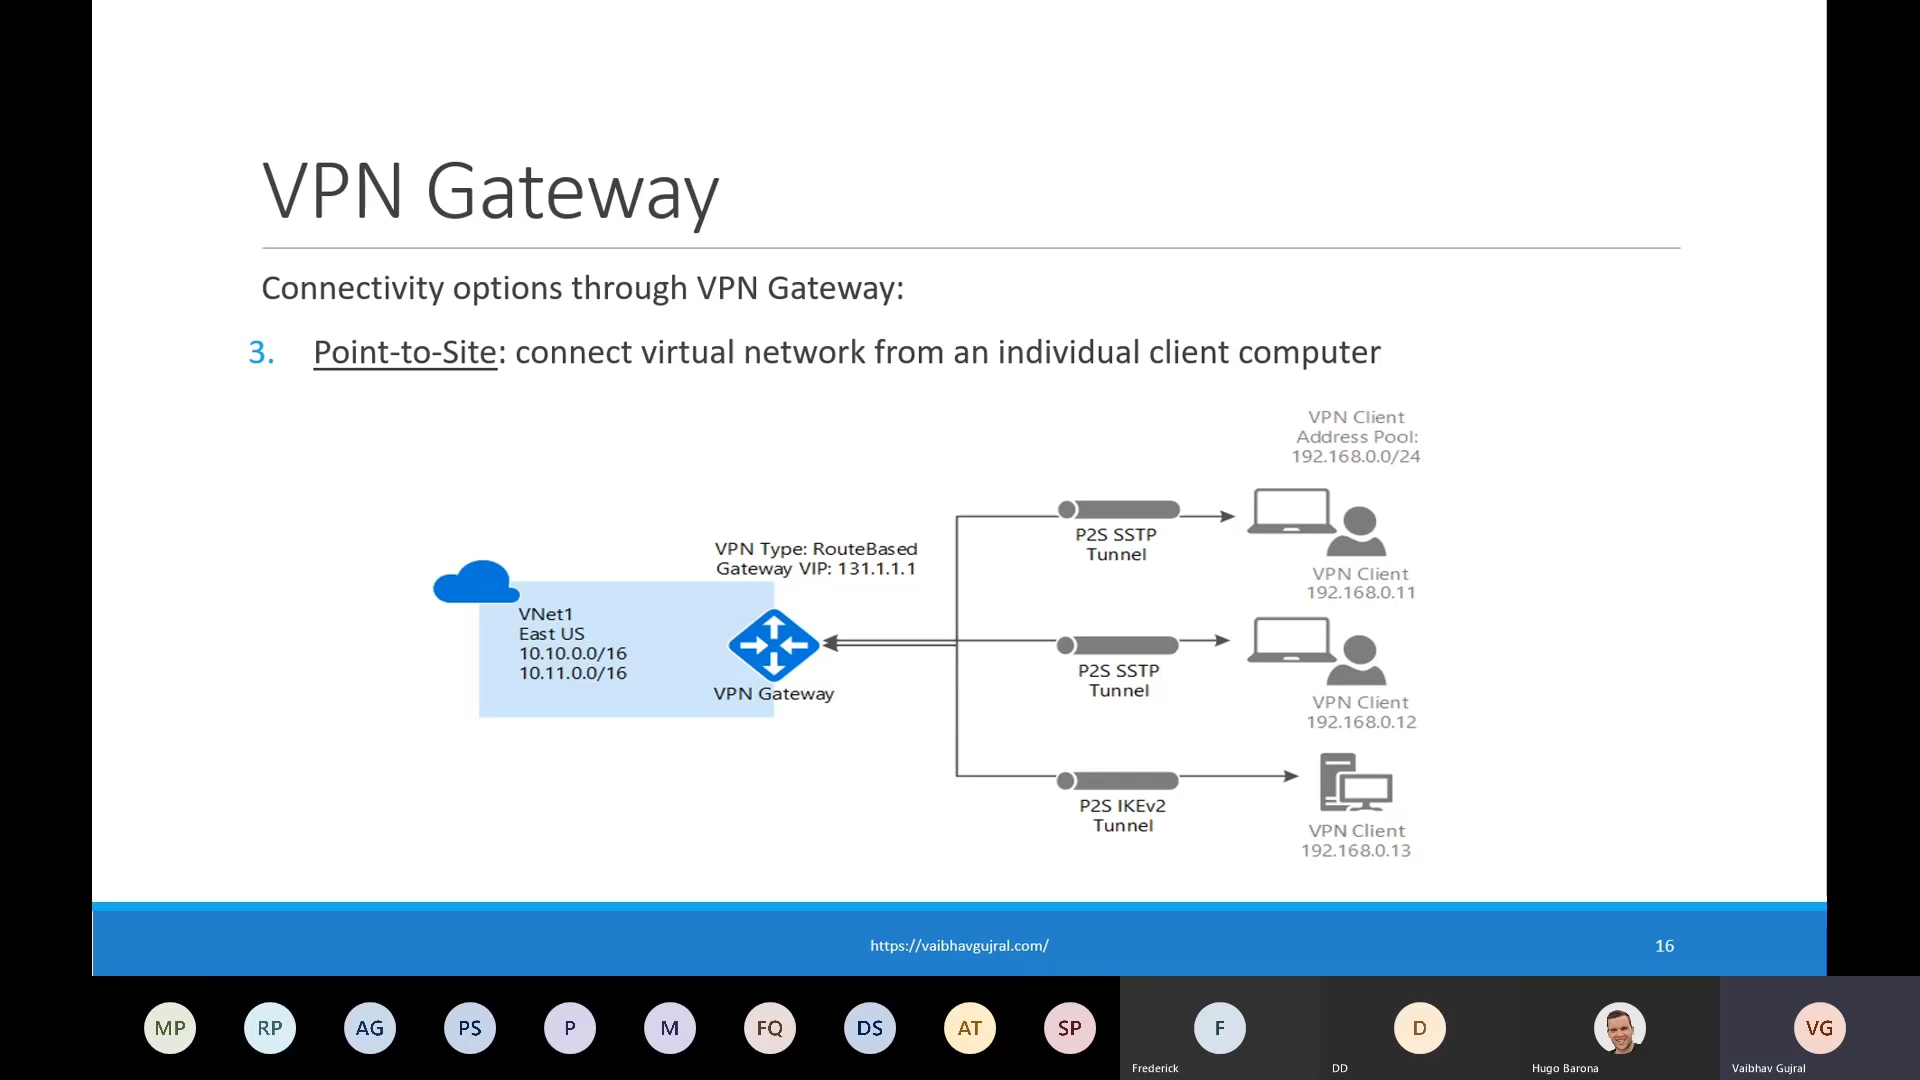 VPN Gateway
Connectivity options through VPN Gateway:
3. Point-to-Site: connect virtual network from an individual client computer
VPN Client
Address Pool:
192.168.0.0/24
P2S SSTP
Tunnel
VPN Type: RouteBased
Gateway VIP: 131.1.1.1
VPN Client
192.168.0.11
VNet1
East US
10.10.0.0/16
10.11.0.0/16
VPN Gateway
P2S SSTP
Tunnel
VPN Client
192.168.0.12
P2S IKEv2
Tunnel
VPN Client
192.168.0.13
https://vaibhavgujral.com/
16
MP
RP
AG
PS
P
M
FQ
DS
AT
SP
F
Frederick
D
DD
Hugo Barona
VG
Vaibhav Gujral